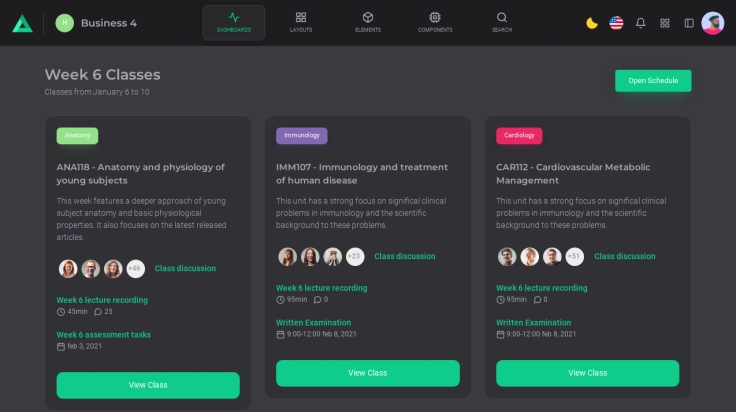 H
Business 4
DASHBOARDS
LAYOUTS
ELEMENTS
COMPONENTS
SEARCH
Week 6 Classes
Classes from January 6 to 10
Open Schedule
Anatomy
ANA118 - Anatomy and physiology of
young subjects
This week features a deeper approach of young
subject anatomy and basic physiological
properties. It also focuses on the latest released
articles.
+46
Class discussion
Week 6 lecture recording
45min
25
Week 6 assessment tasks
feb 3, 2021
View Class
Immunology
IMM107 - Immunology and treatment
of human disease
This unit has a strong focus on significal clinical
problems in immunology and the scientific
background to these problems.
+23
Class discussion
Week 6 lecture recording
95min
0
Written Examination
9:00-12:00 feb 8, 2021
View Class
Cardiology
CAR112 - Cardiovascular Metabolic
Management
This unit has a strong focus on significal clinical
problems in immunology and the scientific
background to these problems.
+51
Class discussion
Week 6 lecture recording
95min
0
Written Examination
9:00-12:00 feb 8, 2021
View Class